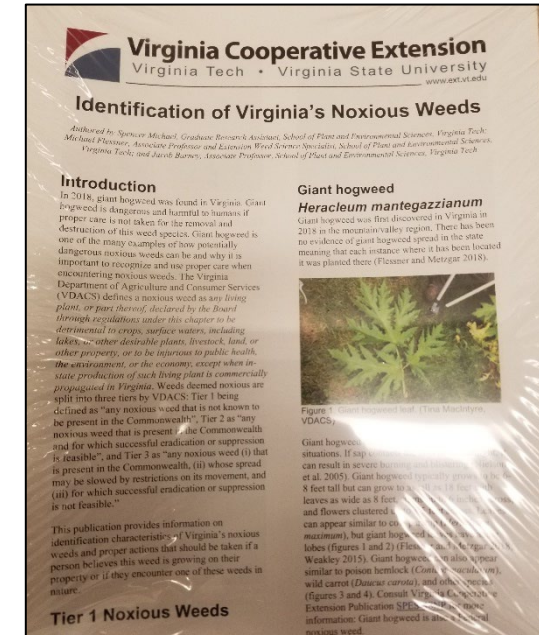 Virginia Cooperative Extension
Virginia Tech • Virginia State University
www.ext.vt.edu
Identification of Virginia's Noxious Weeds
Authored by Spencer Michael, Graduate Research Assistant, School of Plant and Environmental Sciences, Virginia Tech;
Michael Flessner, Associate Professor and Extension Weed Science Specialist, School of Plant and Environmental Sciences,
Virginia Tech; and Jacob Barney, Associate Professor, School of Plant and Environmental Sciences, Virginia Tech
Introduction
In 2018, giant hogweed was found in Virginia. Giant
hogweed is dangerous and harmful to humans if
proper care is not taken for the removal and
destruction of this weed species. Giant hogweed is
one of the many examples of how potentially
dangerous noxious weeds can be and why it is
important to recognize and use proper care when
encountering noxious weeds. The Virginia
Department of Agriculture and Consumer Services
(VDACS) defines a noxious weed as any living
plant, or part thereof, declared by the Board
through regulations under this chapter to be
detrimental to crops, surface waters, including
lakes, or other desirable plants, livestock, land, or
other property, or to be injurious to public health,
the environment, or the economy, except when in-
state production of such living plant is commercially
propagated in Virginia. Weeds deemed noxious are
split into three tiers by VDACS: Tier 1 being
defined as "any noxious weed that is not known to
be present in the Commonwealth", Tier 2 as "any
noxious weed that is present in the Commonwealth
and for which successful eradication or suppression
is feasible", and Tier 3 as "any noxious weed (i) that
is present in the Commonwealth, (ii) whose spread
may be slowed by restrictions on its movement, and
(iii) for which successful eradication or suppression
is not feasible."
This publication provides information on
identification characteristics of Virginia's noxious
weeds and proper actions that should be taken if a
person believes this weed is growing on their
property or if they encounter one of these weeds in
nature.
Tier 1 Noxious Weeds
Giant hogweed
Heracleum mantegazzianum
Giant hogweed was first discovered in Virginia in
2018 in the mountain/valley region. There has been
no evidence of giant hogweed spread in the state
meaning that each instance where it has been located
it was planted there (Flessner and Metzgar 2018).
Figure 1. Giant hogweed leaf. (Tina MacIntyre,
VDACS)
Giant hogweed
situations. If sap
can result in severe burning and
et al. 2005). Giant hogweed typically grows to be
8 feet tall but can grow to
leaves as wide as 8 feet
and flowers clustered
can appear similar to
maximum), but giant hogweed
lobes (figures 1 and 2) (Flessner and Metzgar
Weakley 2015). Giant hogweed can also appear
similar to poison hemlock (Conium maculatum),
wild carrot (Daucus carota), and other species
(figures 3 and 4). Consult Virginia Cooperative
Extension Publication for more
information. Giant hogweed is also a federal
noxious weed.